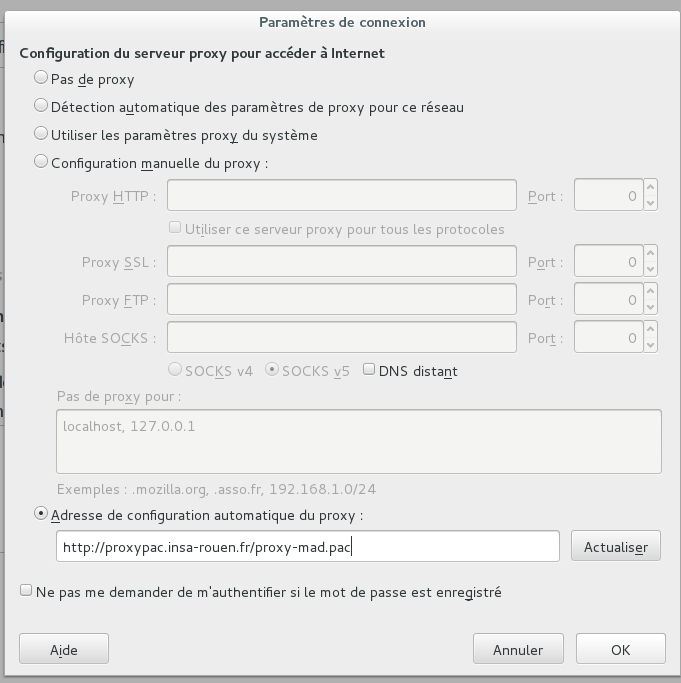 Paramètres de connexion
Configuration du serveur proxy pour accéder à Internet
Pas de proxy
Détection automatique des paramètres de proxy pour ce réseau
Utiliser les paramètres proxy du système
Configuration manuelle du proxy :
Proxy HTTP : Port : 0
Utiliser ce serveur proxy pour tous les protocoles
Proxy SSL : Port : 0
Proxy FTP : Port : 0
Hôte SOCKS : Port : 0
SOCKS v4 SOCKS v5 DNS distant
Pas de proxy pour :
localhost, 127.0.0.1
Exemples : .mozilla.org, .asso.fr, 192.168.1.0/24
Adresse de configuration automatique du proxy :
http://proxypac.insa-rouen.fr/proxy-mad.pac Actualiser
Ne pas me demander de m'authentifier si le mot de passe est enregistré
Aide Annuler OK